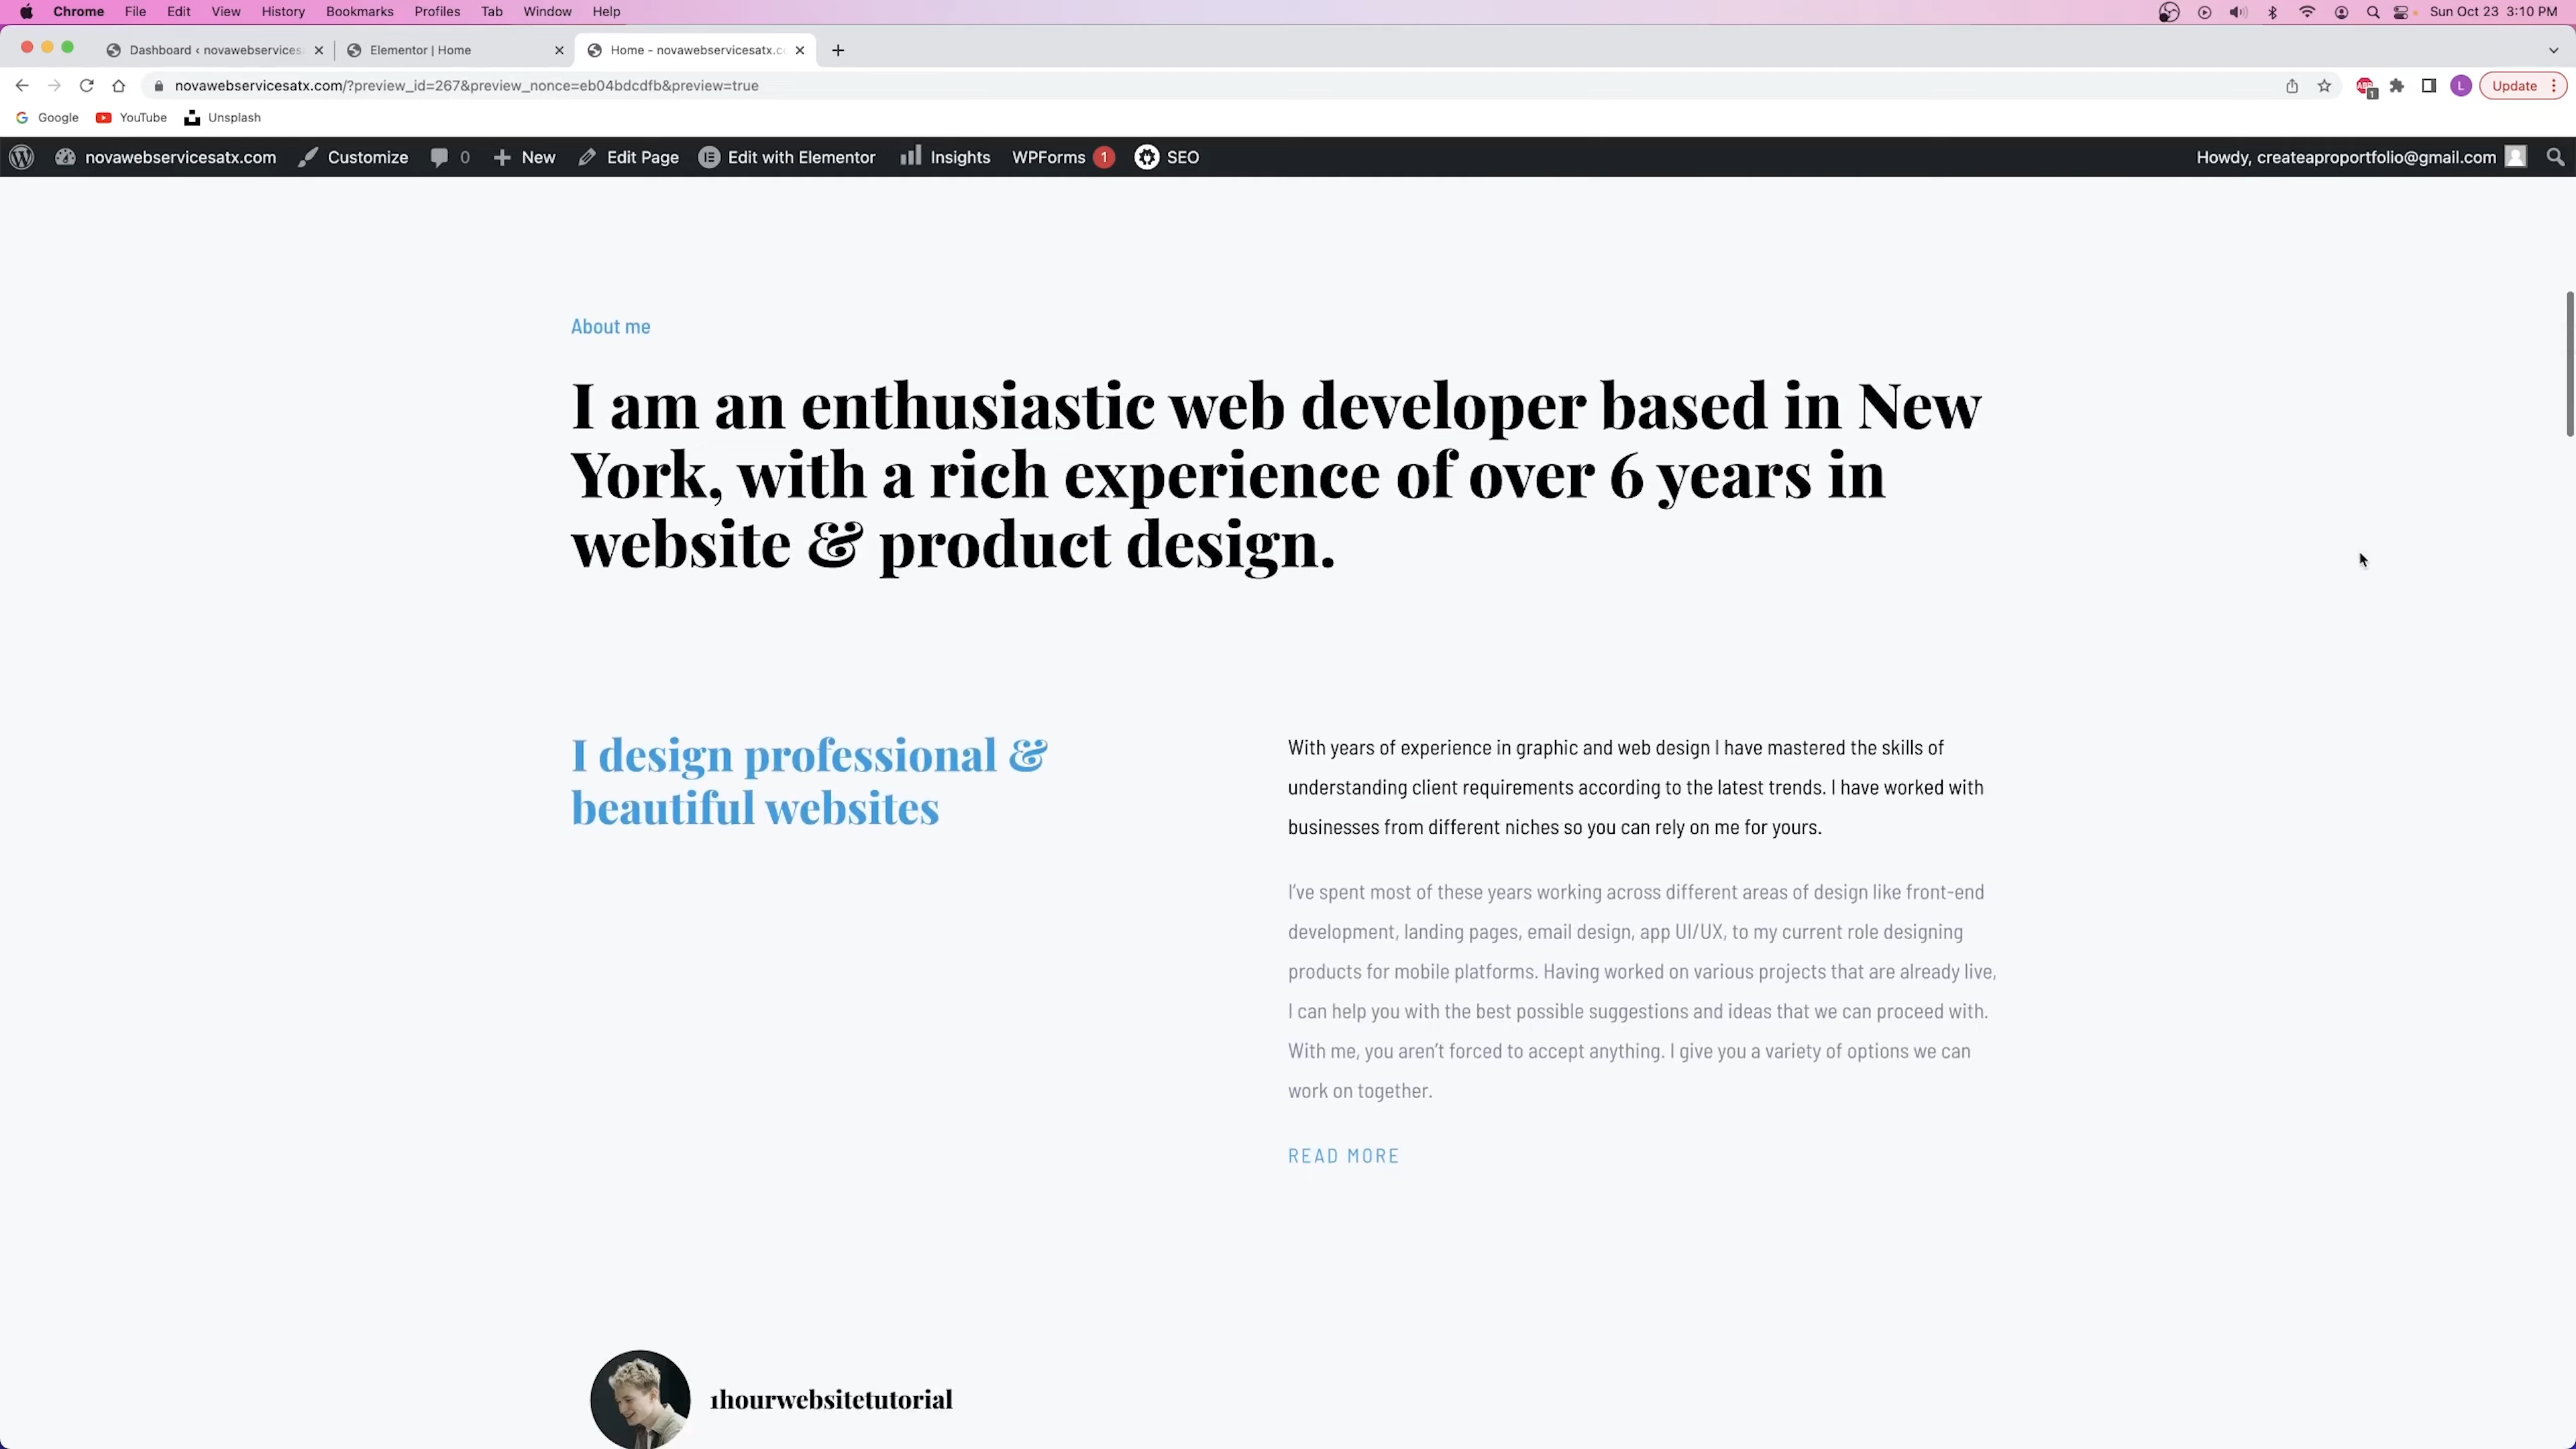 Chrome File Edit View History Bookmarks Profiles Tab Window Help Sun Oct 23 3:10 PM
Dashboard ‹ novawebservices Elementor | Home Home - novawebservicesatx.c
novawebservicesatx.com/?preview_id=267&preview_nonce=eb04bdcdfb&preview=true ABP 1 L Update
Google YouTube Unsplash
novawebservicesatx.com Customize 0 New Edit Page Edit with Elementor Insights WPForms 1 SEO Howdy, createaproportfolio@gmail.com
About me
I am an enthusiastic web developer based in New
York, with a rich experience of over 6 years in
website & product design.
I design professional &
beautiful websites
With years of experience in graphic and web design I have mastered the skills of
understanding client requirements according to the latest trends. I have worked with
businesses from different niches so you can rely on me for yours.
I've spent most of these years working across different areas of design like front-end
development, landing pages, email design, app UI/UX, to my current role designing
products for mobile platforms. Having worked on various projects that are already live,
I can help you with the best possible suggestions and ideas that we can proceed with.
With me, you aren't forced to accept anything. I give you a variety of options we can
work on together.
READ MORE
1hourwebsitetutorial